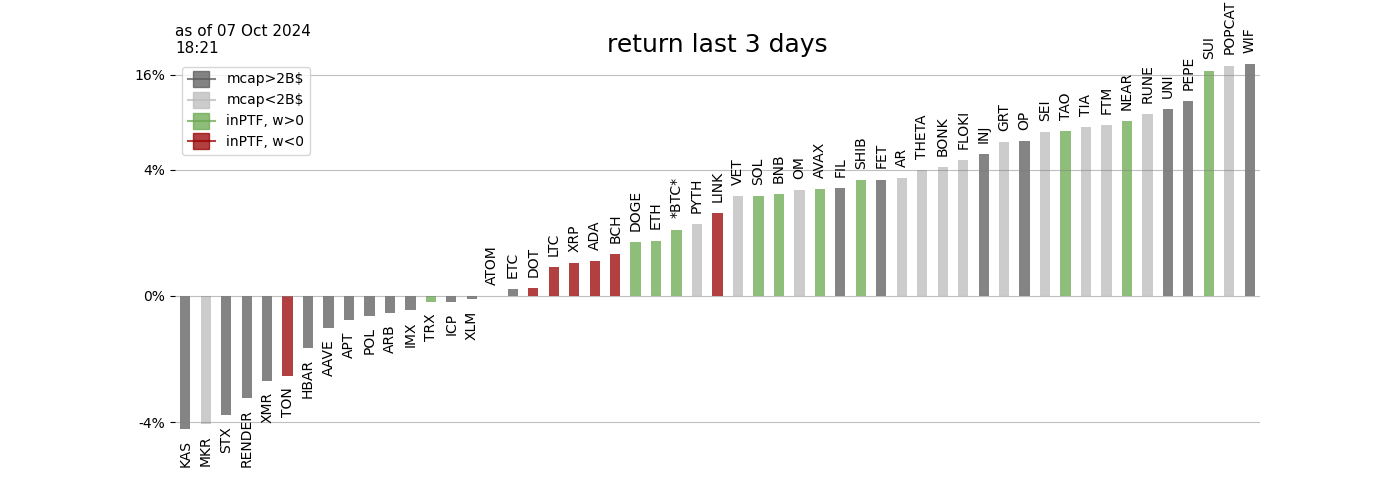 as of 07 Oct 2024
18:21
return last 3 days
mcap>2B$
mcap<2B$
inPTF, w>0
inPTF, w<0
16%
4%
0%
-4%
KAS
MKR
STX
RENDER
XMR
TON
HBAR
AAVE
APT
POL
ARB
IMX
TRX
ICP
XLM
ATOM
ETC
DOT
LTC
XRP
ADA
BCH
DOGE
ETH
*BTC*
PYTH
LINK
VET
SOL
BNB
OM
AVAX
FIL
SHIB
FET
AR
THETA
BONK
FLOKI
INJ
GRT
OP
SEI
TAO
TIA
FTM
NEAR
RUNE
UNI
PEPE
SUI
POPCAT
WIF